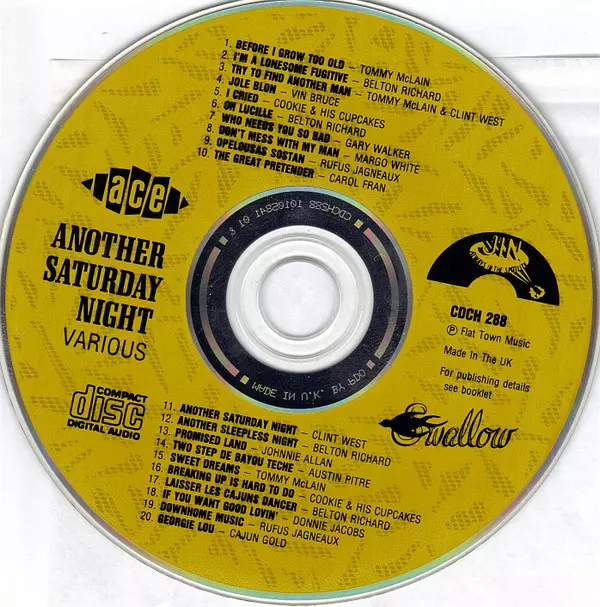 1. BEFORE I GROW TOO OLD – TOMMY McLAIN
2. I'M A LONESOME FUGITIVE – BELTON RICHARD
3. TRY TO FIND ANOTHER MAN – TOMMY McLAIN & CLINT WEST
4. JOLE BLON – VIN BRUCE
5. I CRIED – COOKIE & HIS CUPCAKES
6. OH LUCILLE – BELTON RICHARD
7. WHO NEEDS YOU SO BAD – GARY WALKER
8. DON'T MESS WITH MY MAN – MARGO WHITE
9. OPELOUSAS SOSTAN – RUFUS JAGNEAUX
10. THE GREAT PRETENDER – CAROL FRAN
ace
ANOTHER
SATURDAY
NIGHT
VARIOUS
JIN
CDCH 288
℗ Flat Town Music
Made In The UK
For publishing details
see booklet
Swallow
COMPACT
disc
DIGITAL AUDIO
CDCH288 10102841 01
MADE IN U.K. BY PDO
11. ANOTHER SATURDAY NIGHT – CLINT WEST
12. ANOTHER SLEEPLESS NIGHT – BELTON RICHARD
13. PROMISED LAND – JOHNNIE ALLAN
14. TWO STEP DE BAYOU TECHE – AUSTIN PITRE
15. SWEET DREAMS – TOMMY McLAIN
16. BREAKING UP IS HARD TO DO – COOKIE & HIS CUPCAKES
17. LAISSER LES CAJUNS DANCER – BELTON RICHARD
18. IF YOU WANT GOOD LOVIN' – DONNIE JACOBS
19. DOWNHOME MUSIC – RUFUS JAGNEAUX
20. GEORGIE LOU – CAJUN GOLD